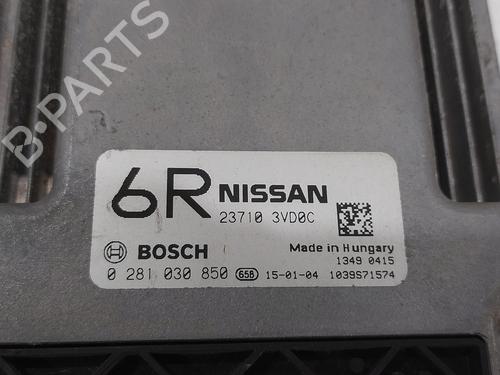 6R NISSAN
23710 3VD0C
BOSCH
Made in Hungary
1349 0415
0 281 030 850 65B 15-01-04 1039S71574
B-PARTS